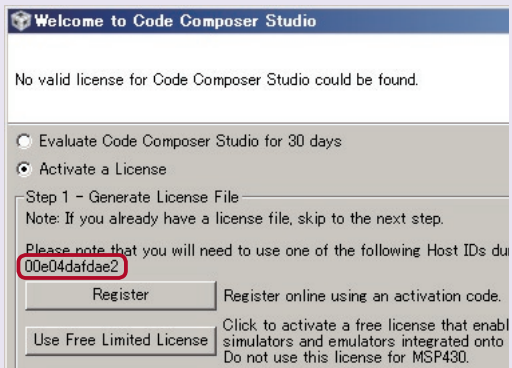 Welcome to Code Composer Studio
No valid license for Code Composer Studio could be found.
Evaluate Code Composer Studio for 30 days
Activate a License
Step 1 - Generate License File
Note: If you already have a license file, skip to the next step.
Please note that you will need to use one of the following Host IDs du
00e04dafdae2
Register
Register online using an activation code.
Use Free Limited License
Click to activate a free license that enabl
simulators and emulators integrated onto
Do not use this license for MSP430.